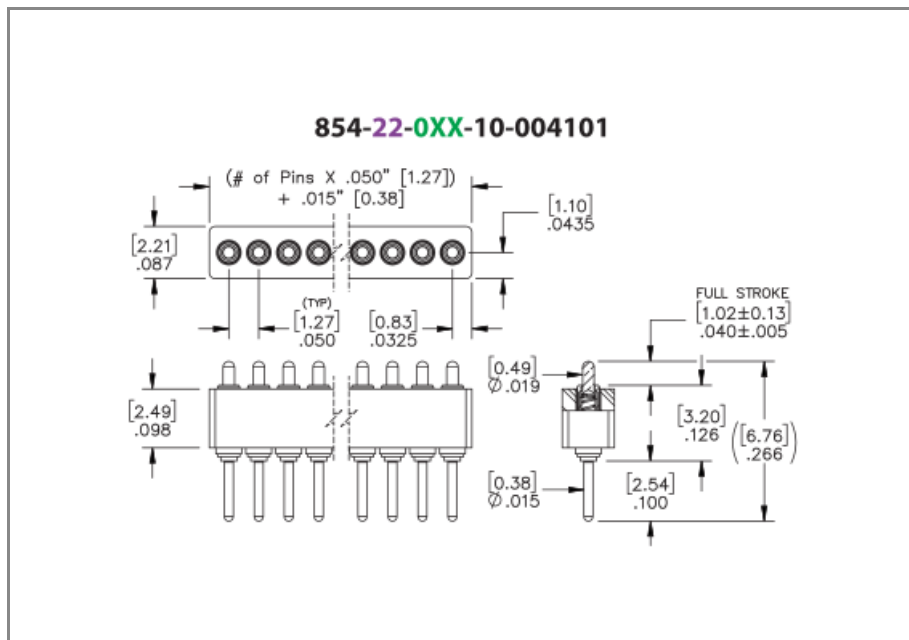 854-22-0XX-10-004101
(# of Pins X .050" [1.27])
+ .015" [0.38]
[1.10]
.0435
[2.21]
.087
(TYP)
[1.27]
.050
[0.83]
.0325
FULL STROKE
[1.02±0.13]
.040±.005
[0.49]
Ø.019
[2.49]
.098
[3.20]
.126
([6.76])
.266
[0.38]
Ø.015
[2.54]
.100